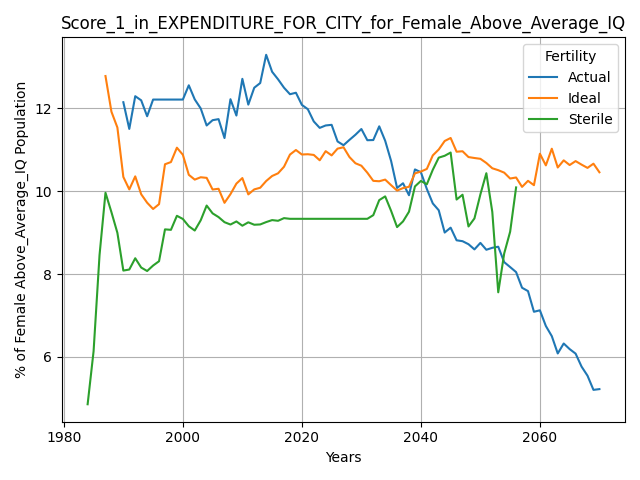 Score_1_in_EXPENDITURE_FOR_CITY_for_Female_Above_Average_IQ
% of Female Above_Average_IQ Population
12
10
8
6
1980 2000 2020 2040 2060
Years
Fertility
Actual
Ideal
Sterile